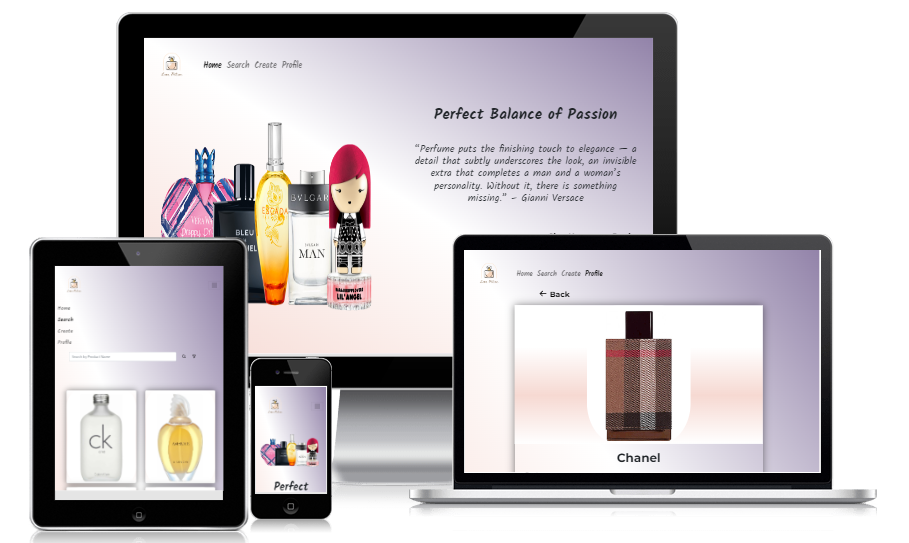 Home Search Create Profile
Perfect Balance of Passion
“Perfume puts the finishing touch to elegance – a
detail that subtly underscores the look, an invisible
extra that completes a man and a woman's
personality. Without it, there is something
missing.” ~ Gianni Versace
BVLGARI
ESCADA
BLEU
MAN
LIL'ANGEL
Home
Search
Create
Profile
Search by Product Name
ck
Perfect
Home Search Create Profile
← Back
Chanel